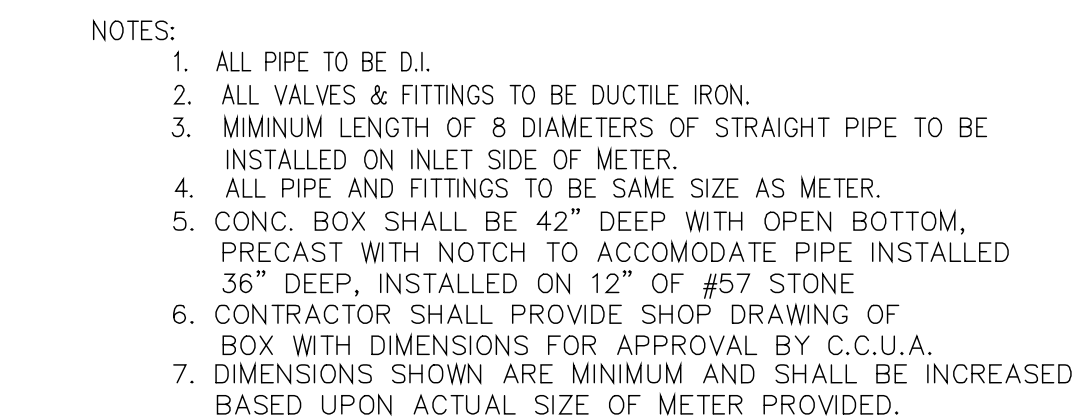 NOTES:
1. ALL PIPE TO BE D.I.
2. ALL VALVES & FITTINGS TO BE DUCTILE IRON.
3. MIMINUM LENGTH OF 8 DIAMETERS OF STRAIGHT PIPE TO BE
INSTALLED ON INLET SIDE OF METER.
4. ALL PIPE AND FITTINGS TO BE SAME SIZE AS METER.
5. CONC. BOX SHALL BE 42" DEEP WITH OPEN BOTTOM,
PRECAST WITH NOTCH TO ACCOMODATE PIPE INSTALLED
36" DEEP, INSTALLED ON 12" OF #57 STONE
6. CONTRACTOR SHALL PROVIDE SHOP DRAWING OF
BOX WITH DIMENSIONS FOR APPROVAL BY C.C.U.A.
7. DIMENSIONS SHOWN ARE MINIMUM AND SHALL BE INCREASED
BASED UPON ACTUAL SIZE OF METER PROVIDED.